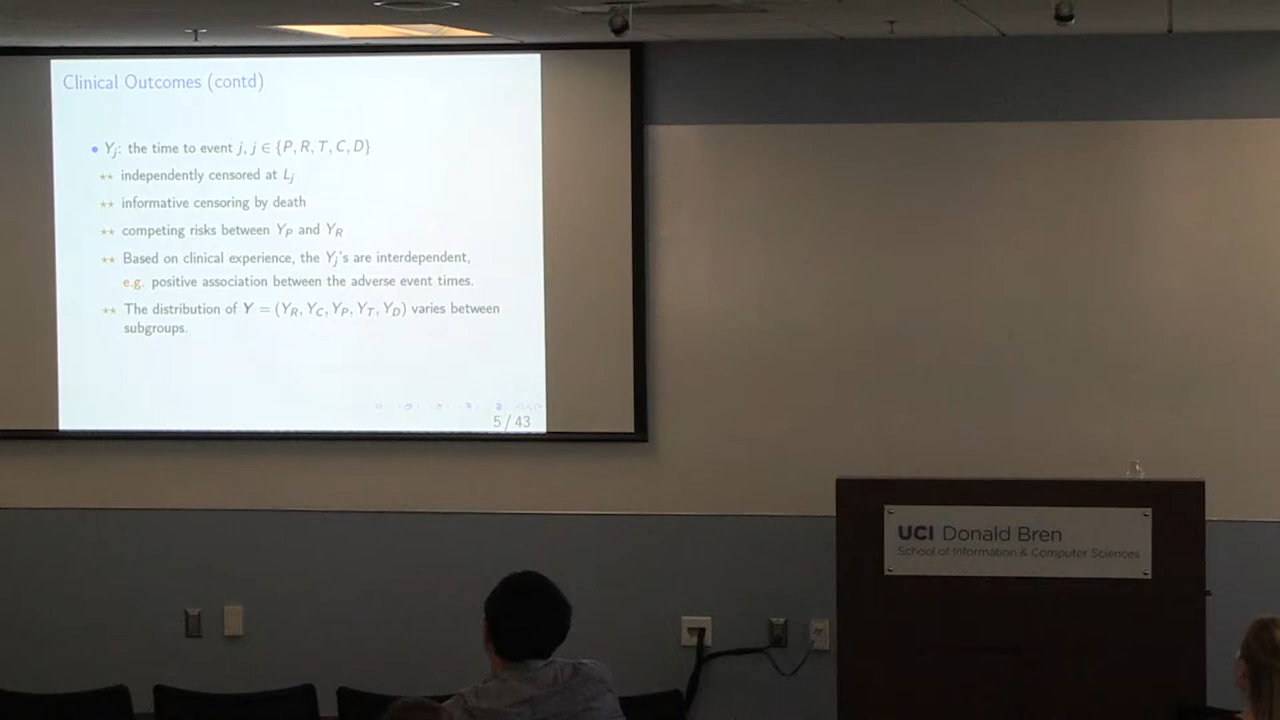 Clinical Outcomes (contd)
• Yj: the time to event j, j ∈ {P, R, T, C, D}
** independently censored at Lj
** informative censoring by death
** competing risks between YP and YR
** Based on clinical experience, the Yj's are interdependent,
e.g. positive association between the adverse event times.
** The distribution of Y = (YR, YC, YP, YT, YD) varies between
subgroups.
5 / 43
UCI Donald Bren
School of Information & Computer Sciences